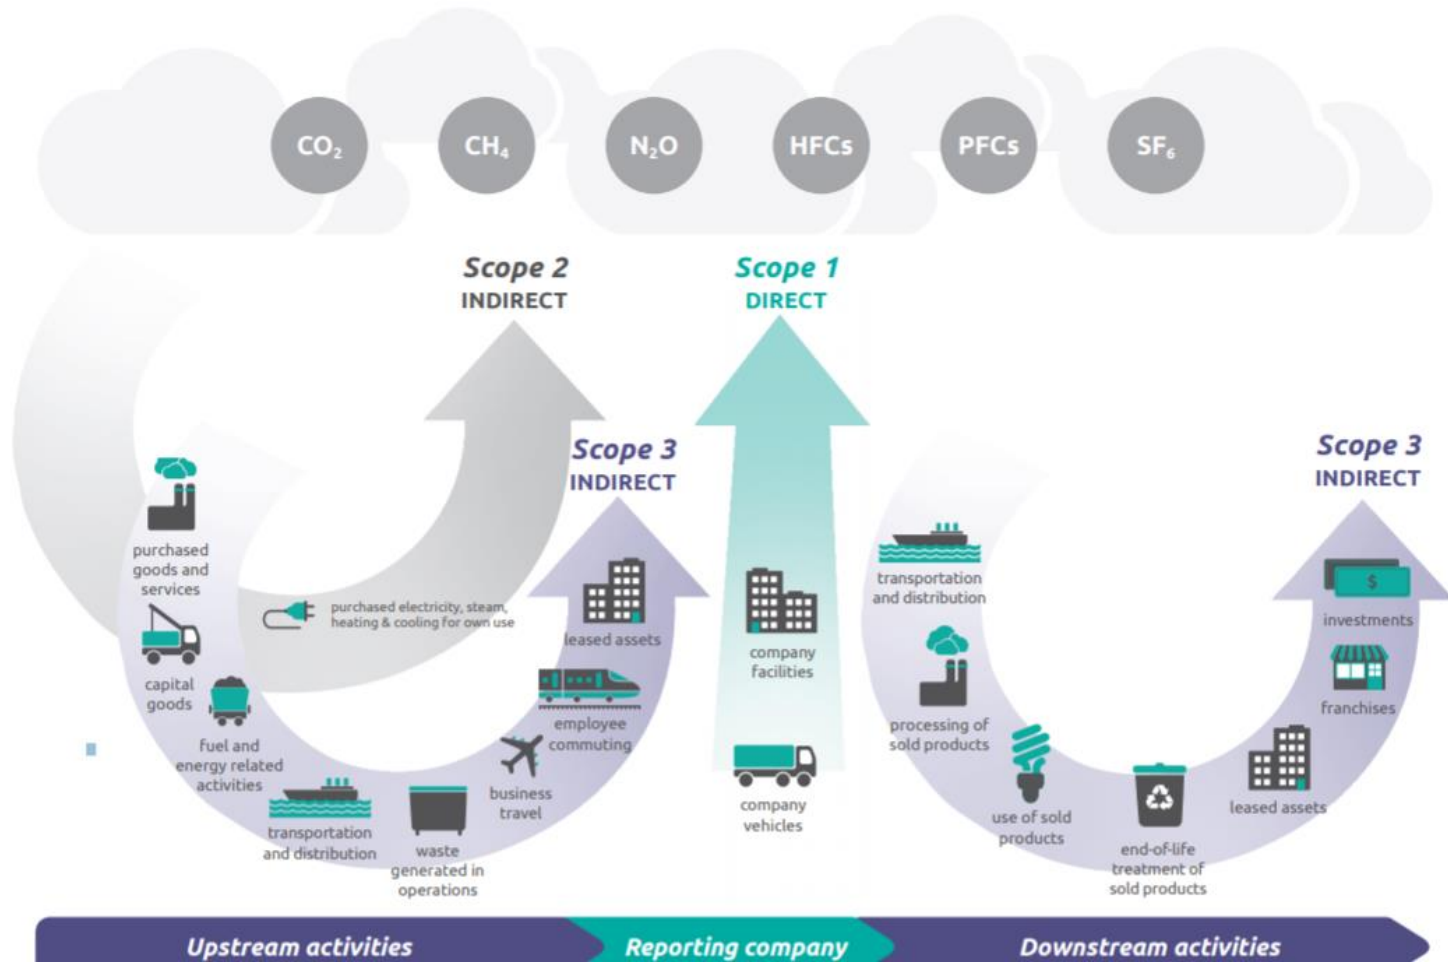 CO₂
CH₄
N₂O
HFCs
PFCs
SF₆
Scope 2
INDIRECT
Scope 1
DIRECT
Scope 3
INDIRECT
Scope 3
INDIRECT
purchased
goods and
services
capital
goods
fuel and
energy related
activities
purchased electricity, steam,
heating & cooling for own use
transportation
and distribution
waste
generated in
operations
business
travel
employee
commuting
leased assets
company
facilities
company
vehicles
transportation
and distribution
processing of
sold products
use of sold
products
end-of-life
treatment of
sold products
leased assets
franchises
$
investments
Upstream activities
Reporting company
Downstream activities